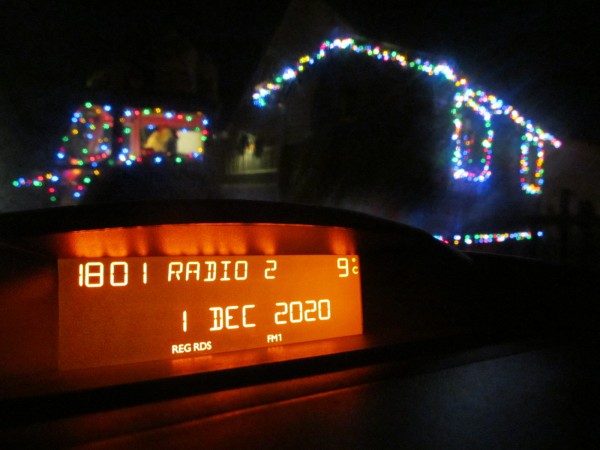 1801 RADIO 2 9°C
1 DEC 2020
REG RDS FM1